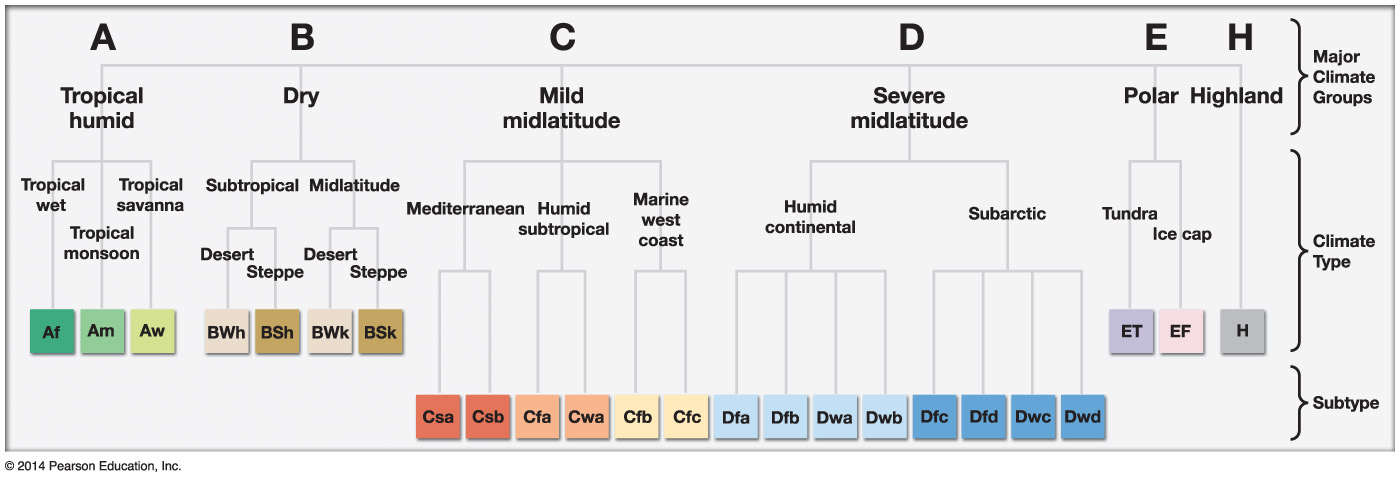 A B C D E H
Major
Climate
Groups
Tropical
humid
Dry
Mild
midlatitude
Severe
midlatitude
Polar
Highland
Tropical
wet
Tropical
monsoon
Tropical
savanna
Subtropical
Midlatitude
Desert
Steppe
Desert
Steppe
Mediterranean
Humid
subtropical
Marine
west
coast
Humid
continental
Subarctic
Tundra
Ice cap
Climate
Type
Af Am Aw BWh BSh BWk BSk ET EF H
Csa Csb Cfa Cwa Cfb Cfc Dfa Dfb Dwa Dwb Dfc Dfd Dwc Dwd
Subtype
© 2014 Pearson Education, Inc.